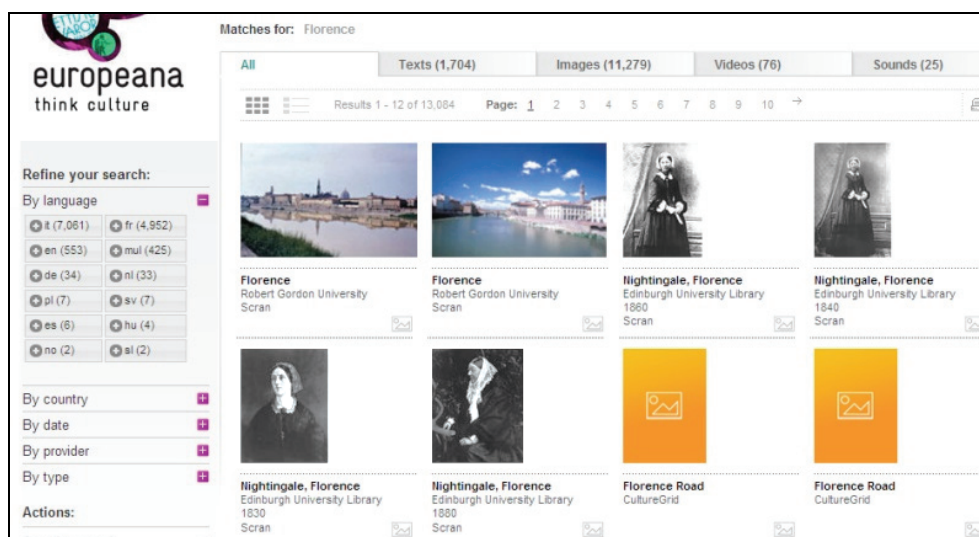 europeana
think culture
Matches for: Florence
All
Texts (1,704)
Images (11,279)
Videos (76)
Sounds (25)
Results 1 - 12 of 13,084
Page: 1 2 3 4 5 6 7 8 9 10 →
Refine your search:
By language
it (7,061) fr (4,952)
en (553) mul (425)
de (34) nl (33)
pl (7) sv (7)
es (6) hu (4)
no (2) sl (2)
By country
By date
By provider
By type
Actions:
Florence
Robert Gordon University
Scran
Florence
Robert Gordon University
Scran
Nightingale, Florence
Edinburgh University Library
1860
Scran
Nightingale, Florence
Edinburgh University Library
1840
Scran
Nightingale, Florence
Edinburgh University Library
1830
Scran
Nightingale, Florence
Edinburgh University Library
1880
Scran
Florence Road
CultureGrid
Florence Road
CultureGrid